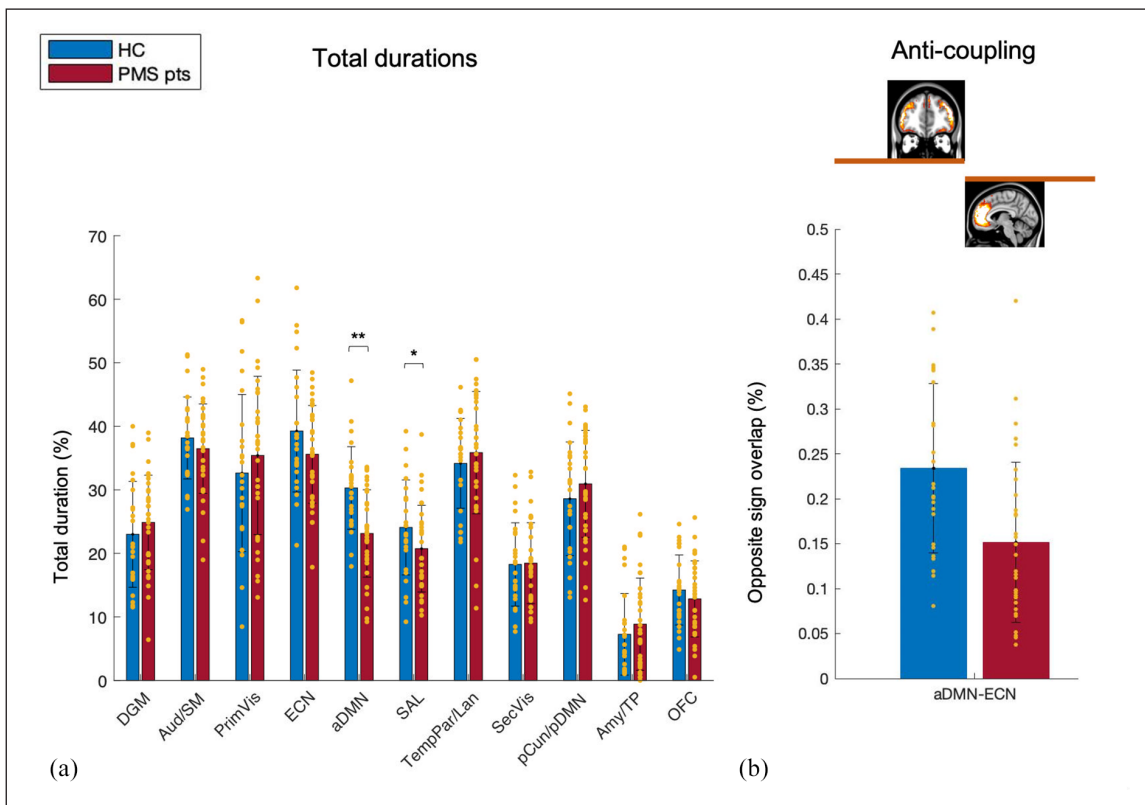 HC
PMS pts
Total durations
Anti-coupling
70
60
50
40
30
20
10
0
Total duration (%)
**
*
DGM
Aud/SM
PrimVis
ECN
aDMN
SAL
TempPar/Lan
SecVis
pCun/pDMN
Amy/TP
OFC
(a)
0.5
0.45
0.4
0.35
0.3
0.25
0.2
0.15
0.1
0.05
0
Opposite sign overlap (%)
aDMN-ECN
(b)